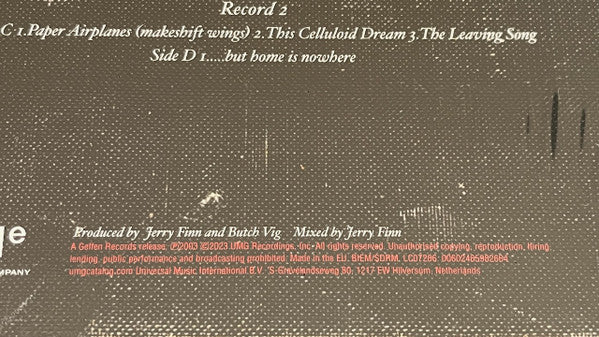 Record 2
C 1.Paper Airplanes (makeshift wings) 2.This Celluloid Dream 3.The Leaving Song
Side D 1.....but home is nowhere
Produced by Jerry Finn and Butch Vig Mixed by Jerry Finn
A Geffen Records release. ℗2003 ©2023 UMG Recordings, Inc. All rights reserved. Unauthorised copying, reproduction, hiring,
lending, public performance and broadcasting prohibited. Made in the EU. BIEM/SDRM. LC07266. 00602465982664
umgcatalog.com Universal Music International B.V. 'S-Gravelandseweg 80, 1217 EW Hilversum, Netherlands
e
MPANY